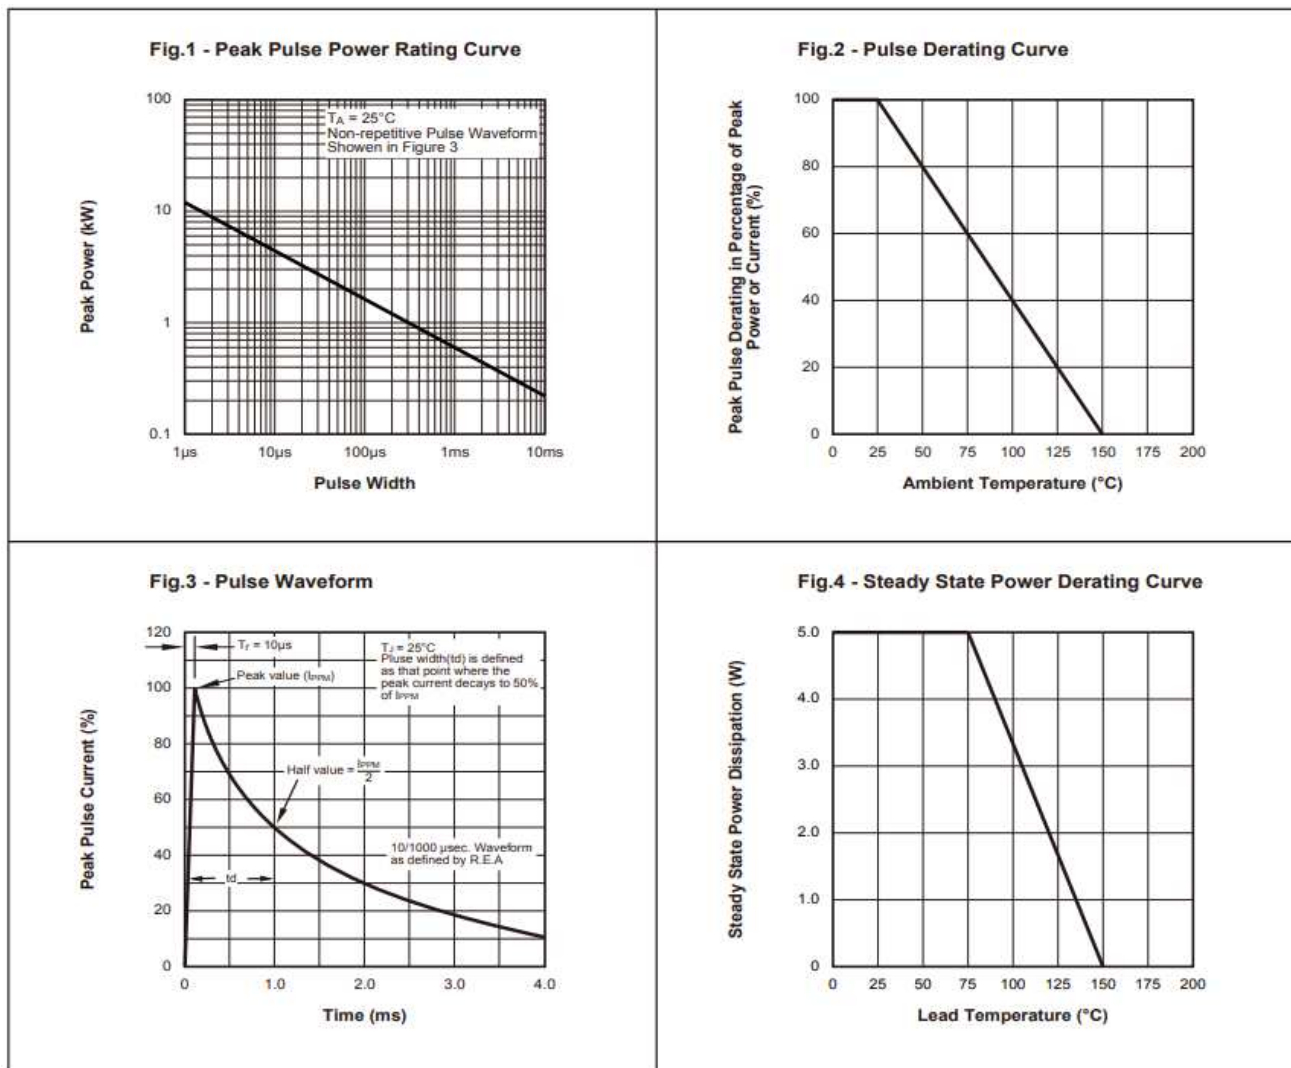 Fig.1 - Peak Pulse Power Rating Curve
Peak Power (kW)
100
10
1
0.1
TA = 25°C
Non-repetitive Pulse Waveform
Showen in Figure 3
1µs 10µs 100µs 1ms 10ms
Pulse Width
Fig.2 - Pulse Derating Curve
Peak Pulse Derating in Percentage of Peak
Power or Current (%)
100
80
60
40
20
0
0 25 50 75 100 125 150 175 200
Ambient Temperature (°C)
Fig.3 - Pulse Waveform
Peak Pulse Current (%)
120
100
80
60
40
20
0
Tr = 10µs
Peak value (IPPM)
TJ = 25°C
Pluse width(td) is defined
as that point where the
peak current decays to 50%
of IPPM
Half value = IPPM
2
10/1000 µsec. Waveform
as defined by R.E.A
td
0 1.0 2.0 3.0 4.0
Time (ms)
Fig.4 - Steady State Power Derating Curve
Steady State Power Dissipation (W)
5.0
4.0
3.0
2.0
1.0
0
0 25 50 75 100 125 150 175 200
Lead Temperature (°C)